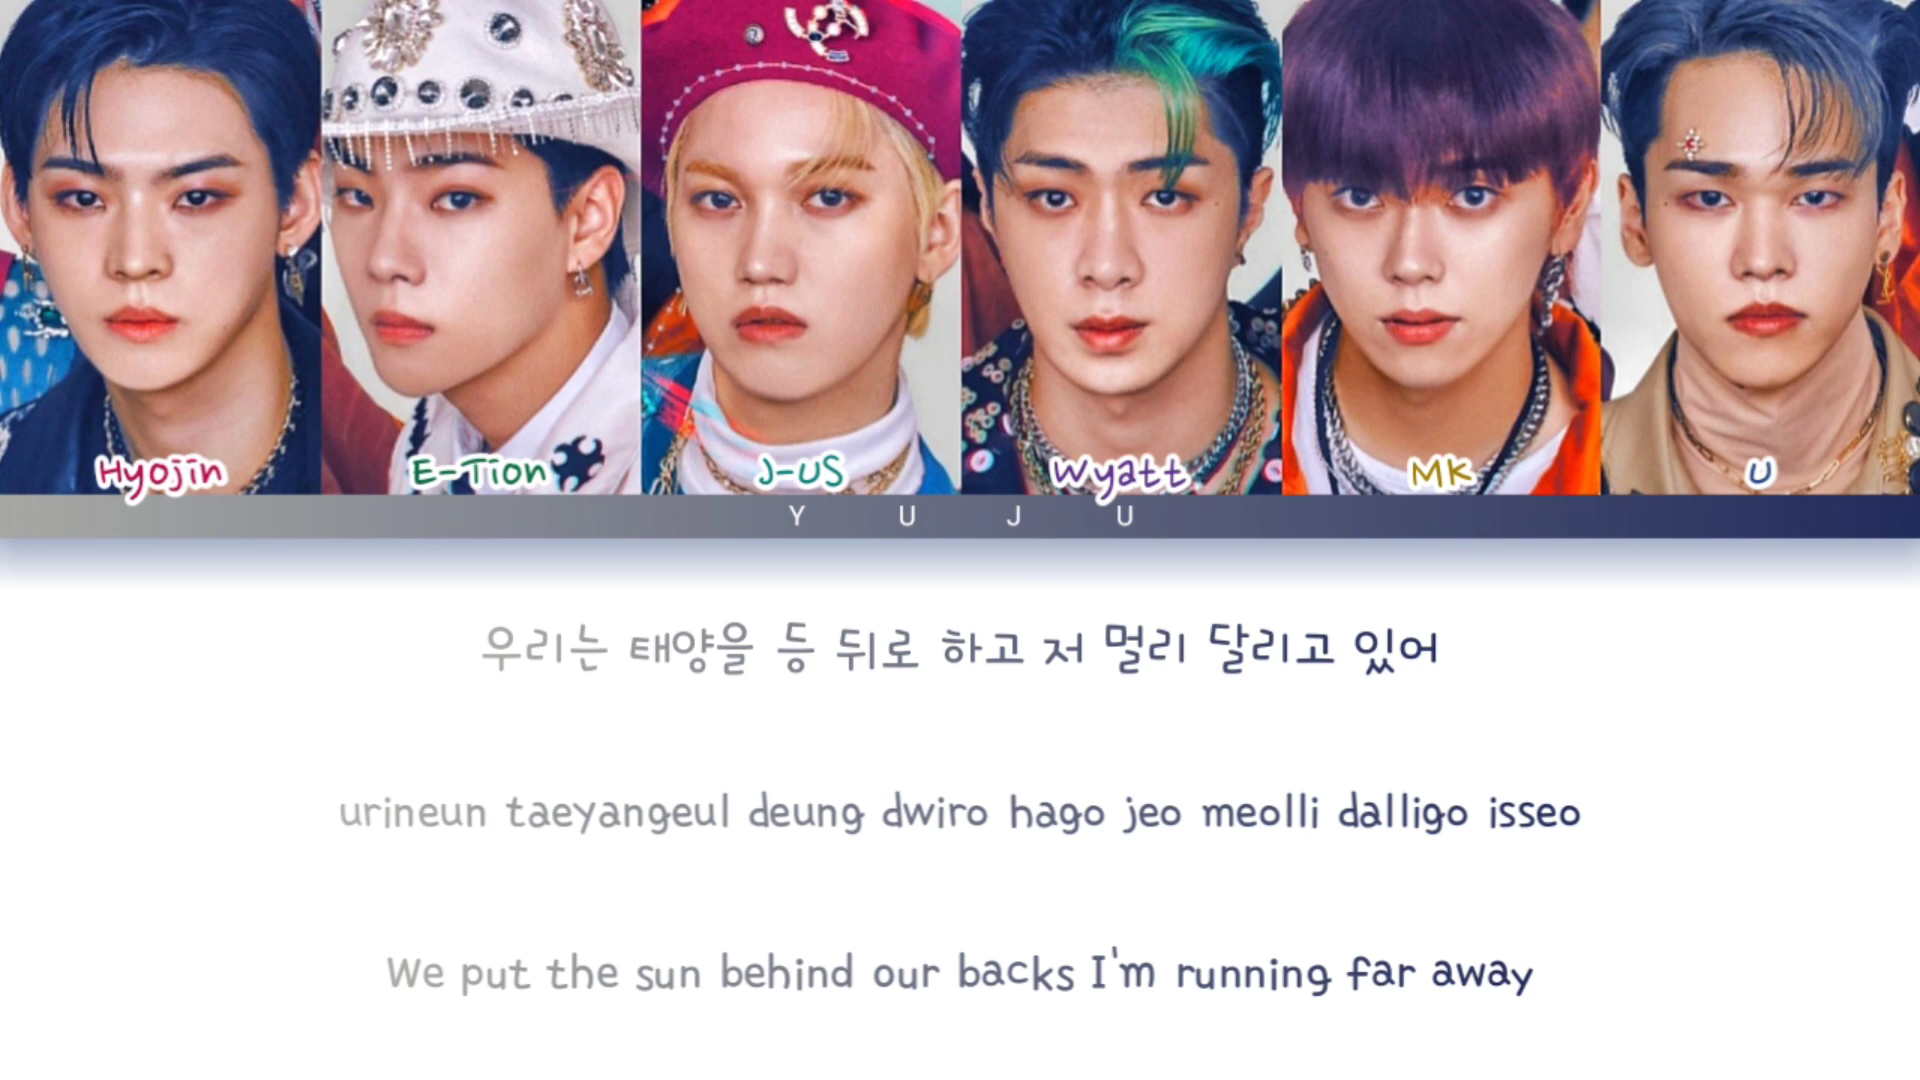 Hyojin E-Tion J-US Wyatt MK U
Y U J U
우리는 태양을 등 뒤로 하고 저 멀리 달리고 있어
urineun taeyangeul deung dwiro hago jeo meolli dalligo isseo
We put the sun behind our backs I'm running far away